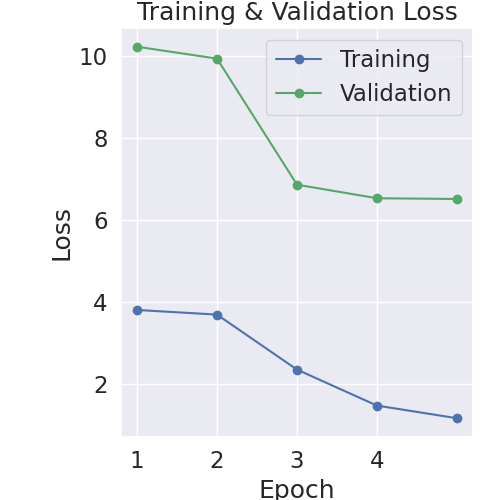 Training & Validation Loss
Training
Validation
Loss
10
8
6
4
2
1 2 3 4
Epoch